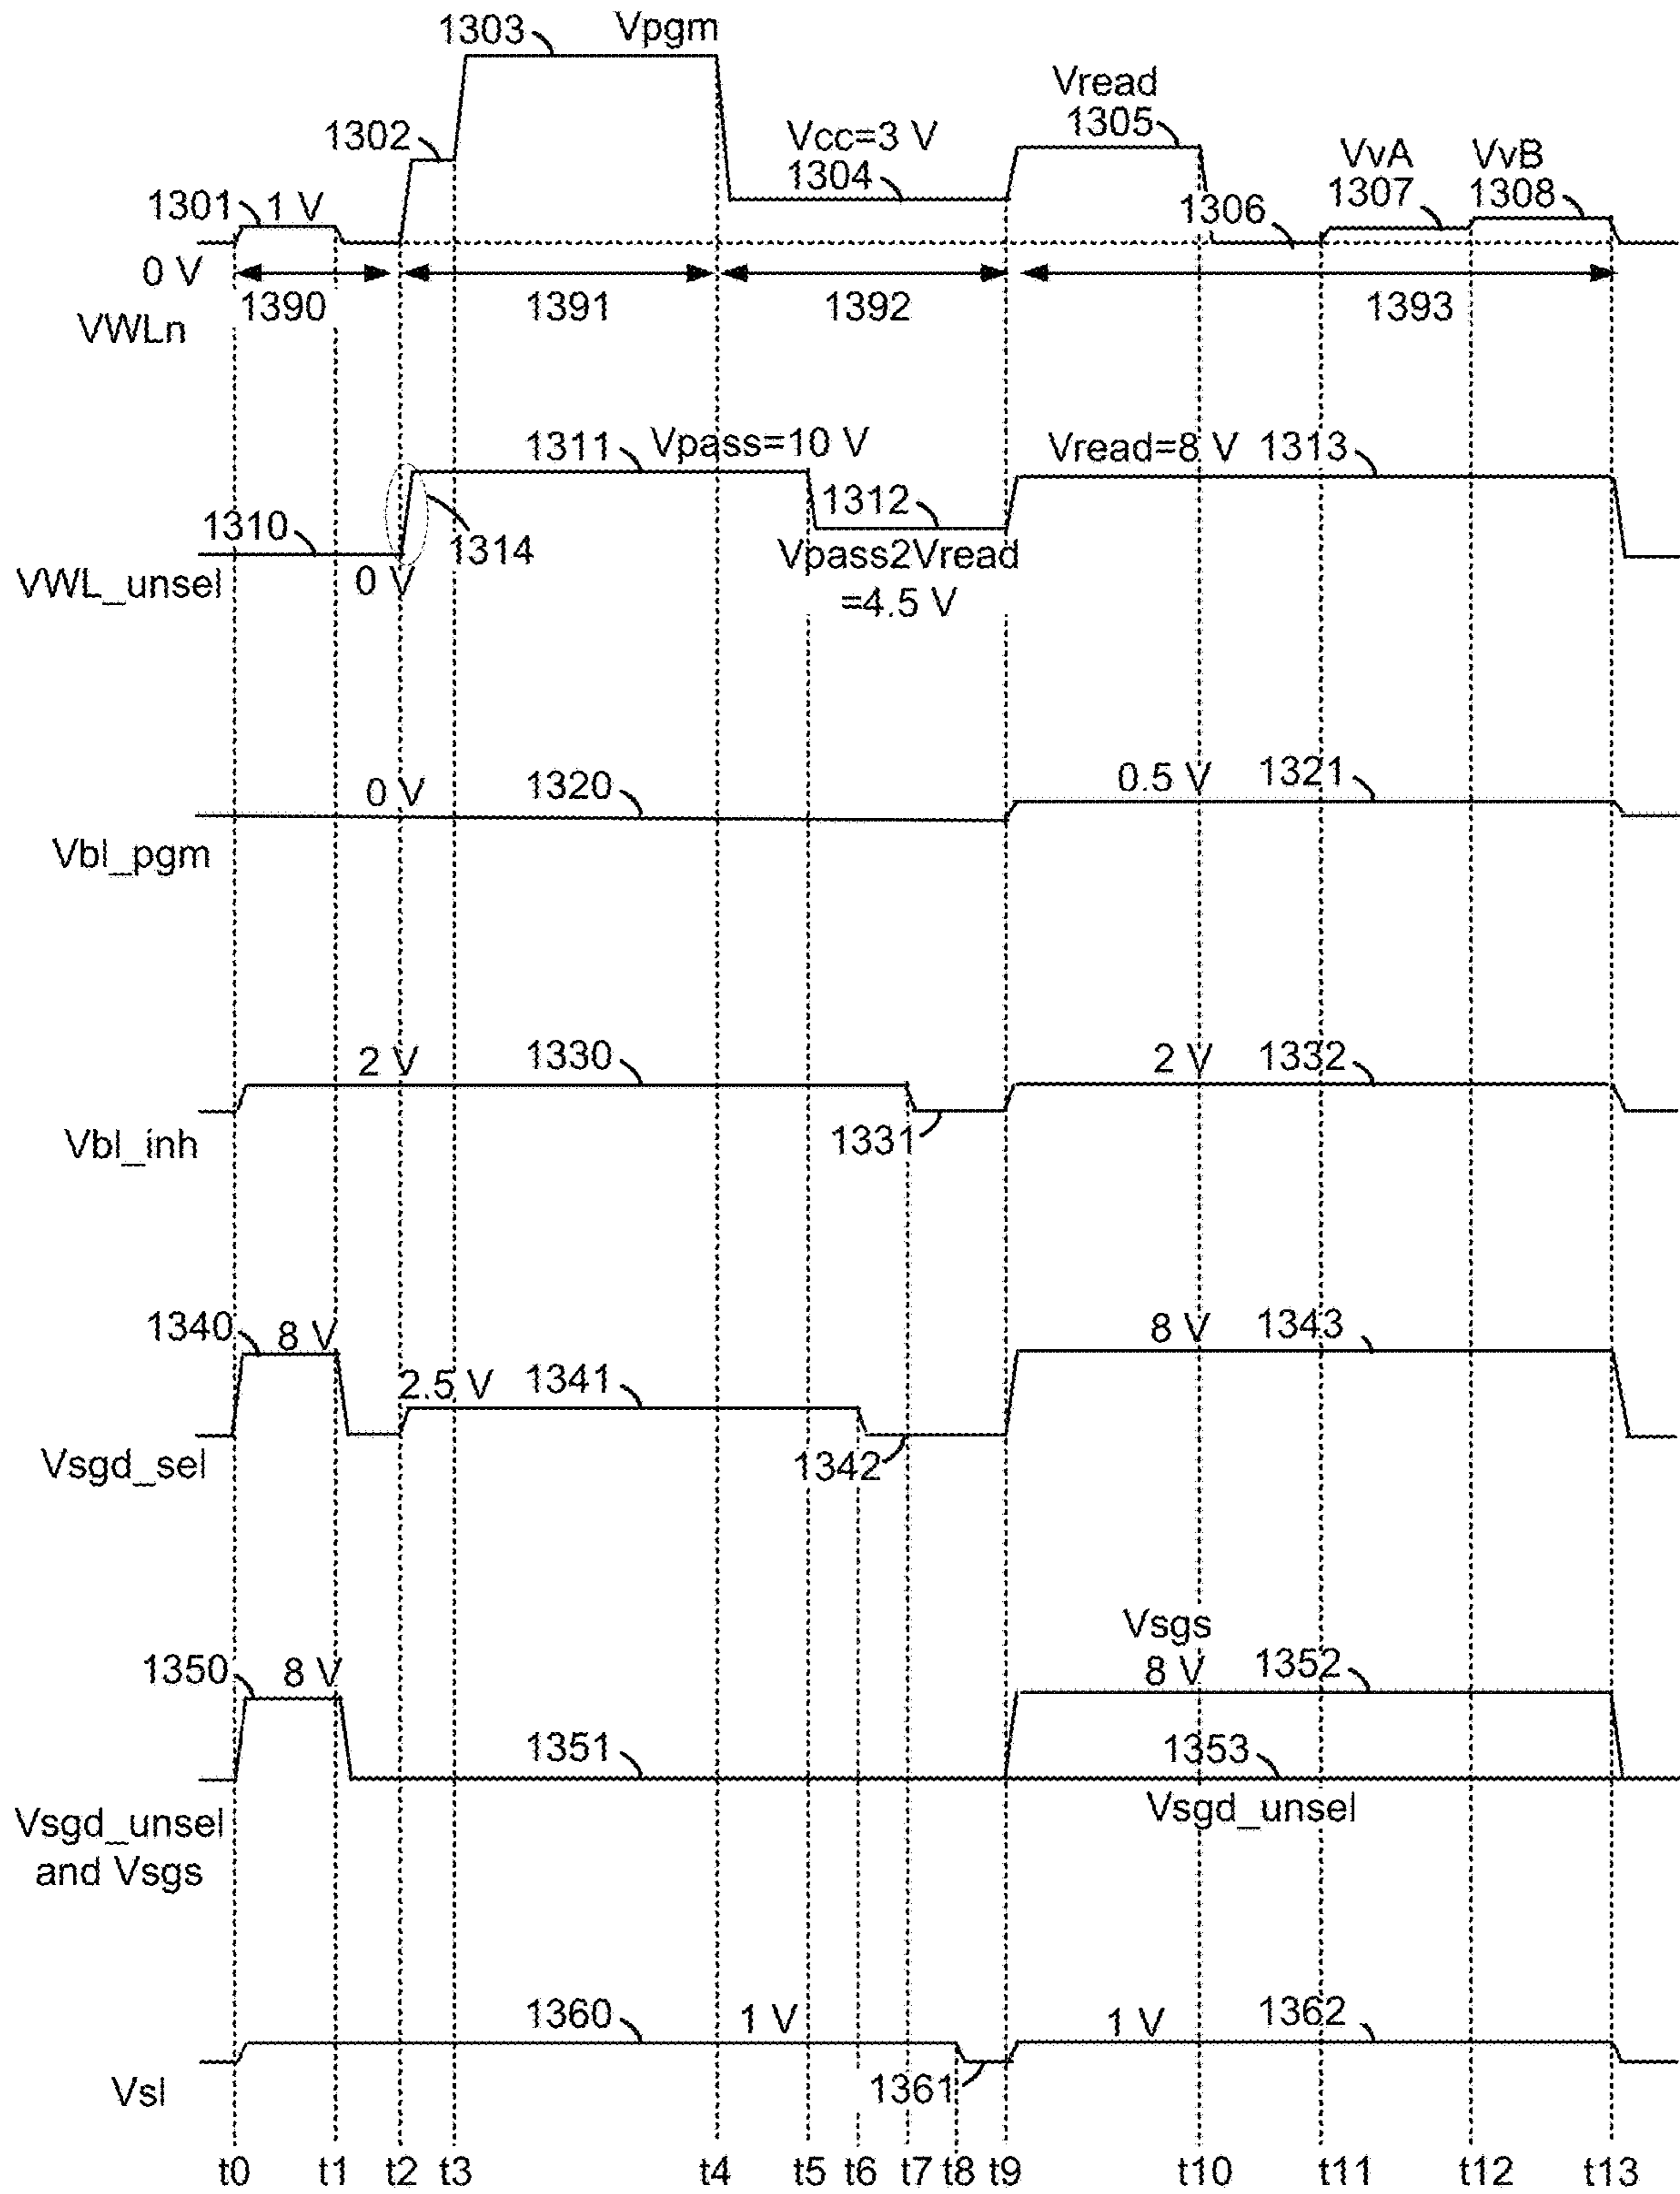 1303 Vpgm
Vread
1302 Vcc=3 V 1305
1304 VvA VvB
1301 1 V 1306 1307 1308
0 V
1390 1391 1392 1393
VWLn
1311 Vpass=10 V Vread=8 V 1313
1312
1310 1314
0 V Vpass2Vread
VWL_unsel
=4.5 V
0 V 1320 0.5 V 1321
Vbl_pgm
2 V 1330 2 V 1332
Vbl_inh 1331
1340 8 V 8 V 1343
2.5 V 1341
Vsgd_sel 1342
Vsgs
1350 8 V 8 V 1352
1351 1353
Vsgd_unsel Vsgd_unsel
and Vsgs
1360 1 V 1 V 1362
Vsl 1361
t0 t1 t2 t3 t4 t5 t6 t7 t8 t9 t10 t11 t12 t13